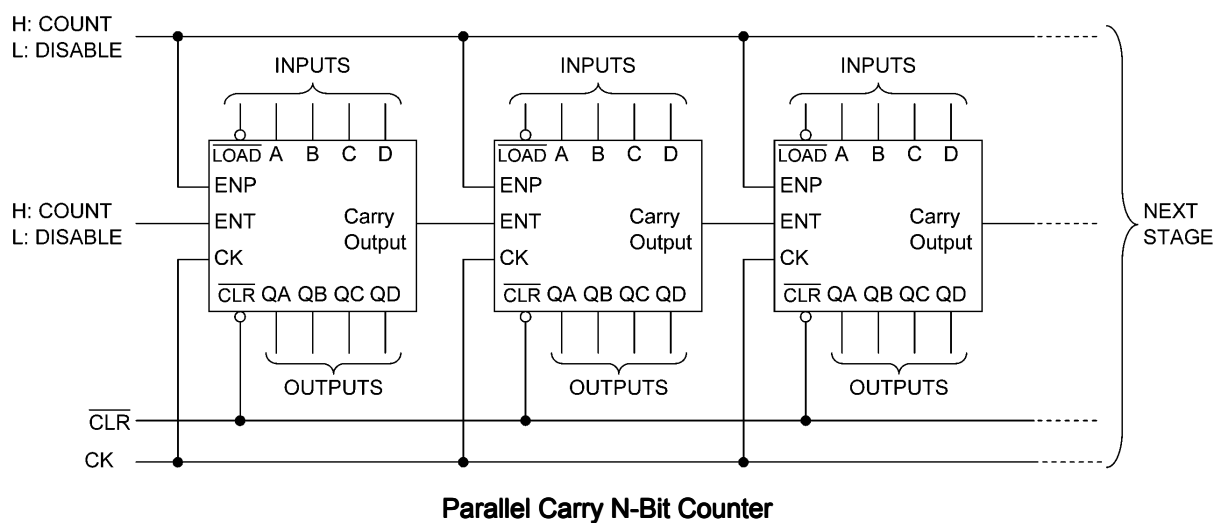 H: COUNT
L: DISABLE
INPUTS
INPUTS
INPUTS
LOAD A B C D
LOAD A B C D
LOAD A B C D
ENP
ENP
ENP
H: COUNT
L: DISABLE
ENT
Carry
Output
ENT
Carry
Output
ENT
Carry
Output
NEXT
STAGE
CK
CK
CK
CLR QA QB QC QD
CLR QA QB QC QD
CLR QA QB QC QD
OUTPUTS
OUTPUTS
OUTPUTS
CLR
CK
Parallel Carry N-Bit Counter